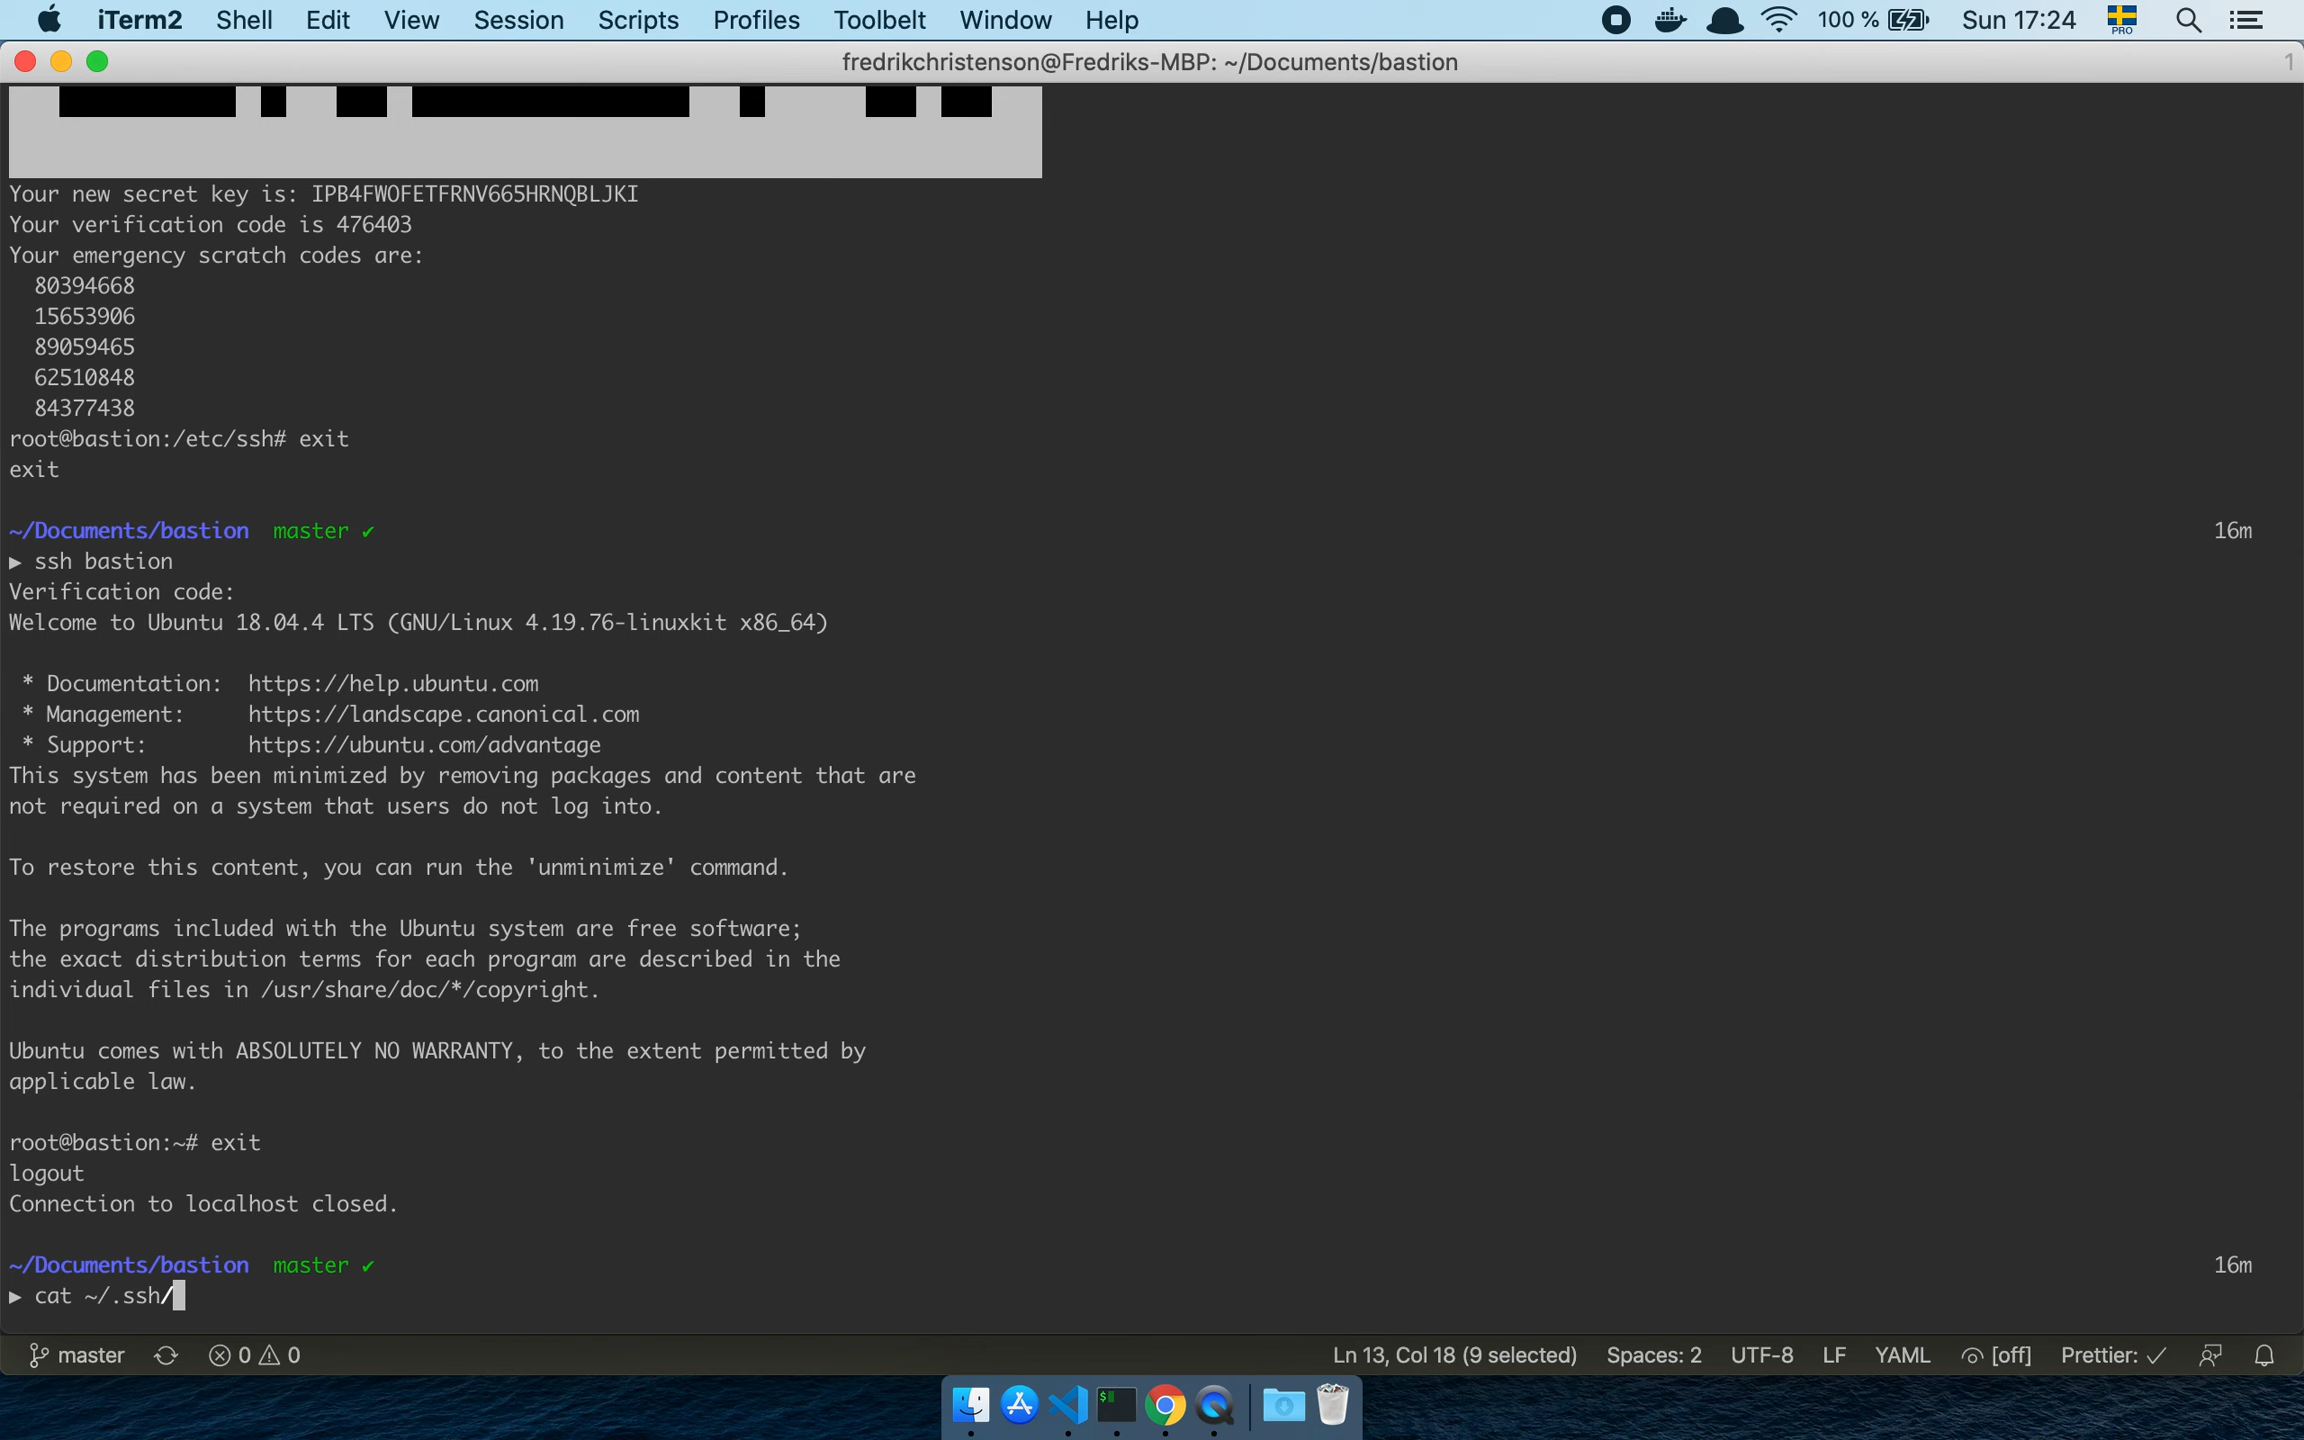 iTerm2 Shell Edit View Session Scripts Profiles Toolbelt Window Help 100 % Sun 17:24 PRO
fredrikchristenson@Fredriks-MBP: ~/Documents/bastion 1
Your new secret key is: IPB4FWOFETFRNV665HRNQBLJKI
Your verification code is 476403
Your emergency scratch codes are:
80394668
15653906
89059465
62510848
84377438
root@bastion:/etc/ssh# exit
exit
~/Documents/bastion master ✔ 16m
▶ ssh bastion
Verification code:
Welcome to Ubuntu 18.04.4 LTS (GNU/Linux 4.19.76-linuxkit x86_64)
* Documentation: https://help.ubuntu.com
* Management: https://landscape.canonical.com
* Support: https://ubuntu.com/advantage
This system has been minimized by removing packages and content that are
not required on a system that users do not log into.
To restore this content, you can run the 'unminimize' command.
The programs included with the Ubuntu system are free software;
the exact distribution terms for each program are described in the
individual files in /usr/share/doc/*/copyright.
Ubuntu comes with ABSOLUTELY NO WARRANTY, to the extent permitted by
applicable law.
root@bastion:~# exit
logout
Connection to localhost closed.
~/Documents/bastion master ✔ 16m
▶ cat ~/.ssh/
master 0 0 Ln 13, Col 18 (9 selected) Spaces: 2 UTF-8 LF YAML [off] Prettier: ✓